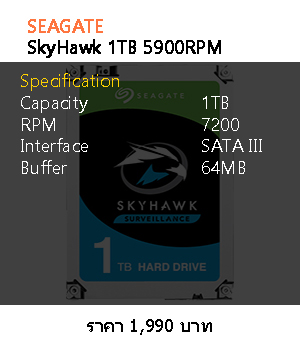 SEAGATE
SkyHawk 1TB 5900RPM
Specification
Capacity 1TB
RPM 7200
Interface SATA III
Buffer 64MB
SEAGATE
SKYHAWK
SURVEILLANCE
1 TB HARD DRIVE
ราคา 1,990 บาท